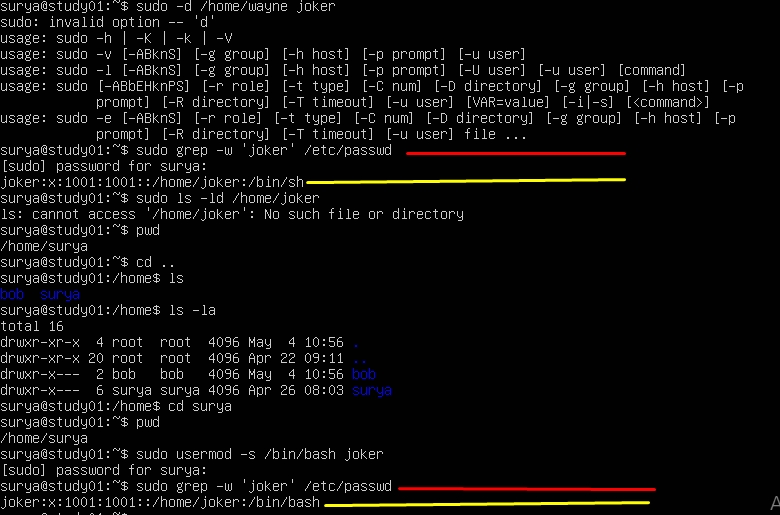 surya@study01:~$ sudo -d /home/wayne joker
sudo: invalid option -- 'd'
usage: sudo -h | -K | -k | -V
usage: sudo -v [-ABknS] [-g group] [-h host] [-p prompt] [-u user]
usage: sudo -l [-ABknS] [-g group] [-h host] [-p prompt] [-U user] [-u user] [command]
usage: sudo [-ABbEHknPS] [-r role] [-t type] [-C num] [-D directory] [-g group] [-h host] [-p
prompt] [-R directory] [-T timeout] [-u user] [VAR=value] [-i|-s] [<command>]
usage: sudo -e [-ABknS] [-r role] [-t type] [-C num] [-D directory] [-g group] [-h host] [-p
prompt] [-R directory] [-T timeout] [-u user] file ...
surya@study01:~$ sudo grep -w 'joker' /etc/passwd
[sudo] password for surya:
joker:x:1001:1001::/home/joker:/bin/sh
surya@study01:~$ sudo ls -ld /home/joker
ls: cannot access '/home/joker': No such file or directory
surya@study01:~$ pwd
/home/surya
surya@study01:~$ cd ..
surya@study01:/home$ ls
bob  surya
surya@study01:/home$ ls -la
total 16
drwxr-xr-x  4 root  root  4096 May  4 10:56 .
drwxr-xr-x 20 root  root  4096 Apr 22 09:11 ..
drwxr-x---  2 bob   bob   4096 May  4 10:56 bob
drwxr-x---  6 surya surya 4096 Apr 26 08:03 surya
surya@study01:/home$ cd surya
surya@study01:~$ pwd
/home/surya
surya@study01:~$ sudo usermod -s /bin/bash joker
[sudo] password for surya:
surya@study01:~$ sudo grep -w 'joker' /etc/passwd
joker:x:1001:1001::/home/joker:/bin/bash